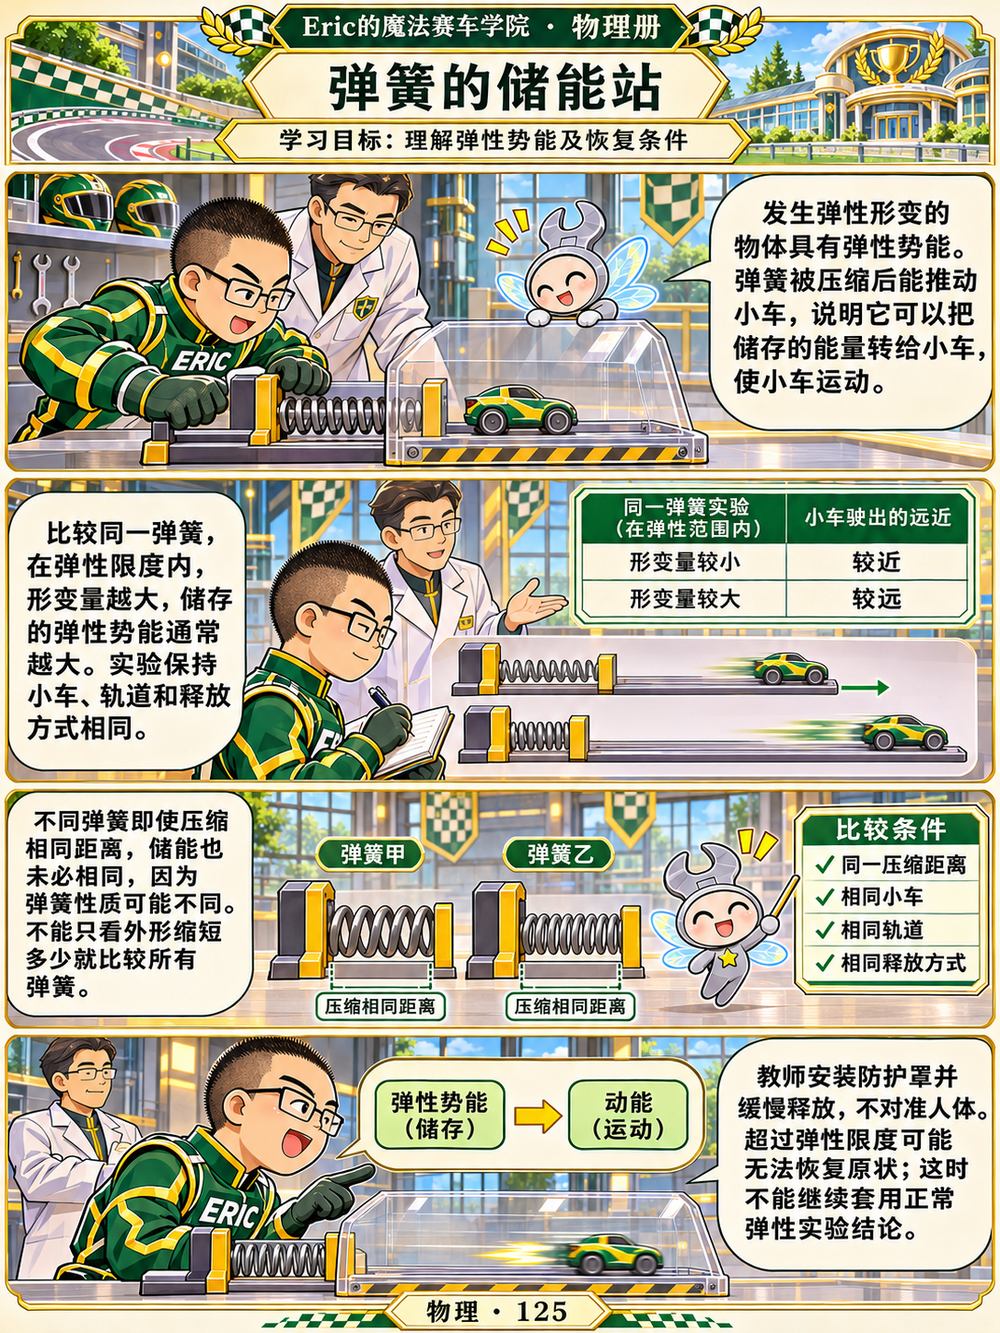 Eric的魔法赛车学院 · 物理册
弹簧的储能站
学习目标：理解弹性势能及恢复条件
发生弹性形变的
物体具有弹性势能。
弹簧被压缩后能推动
小车，说明它可以把
储存的能量转给小车，
使小车运动。
ERIC
比较同一弹簧，
在弹性限度内，
形变量越大，储存
的弹性势能通常
越大。实验保持
小车、轨道和释放
方式相同。
同一弹簧实验
（在弹性范围内）
小车驶出的远近
形变量较小
较近
形变量较大
较远
不同弹簧即使压缩
相同距离，储能也
未必相同，因为
弹簧性质可能不同。
不能只看外形缩短
多少就比较所有
弹簧。
弹簧甲
弹簧乙
压缩相同距离
压缩相同距离
比较条件
✓ 同一压缩距离
✓ 相同小车
✓ 相同轨道
✓ 相同释放方式
弹性势能
（储存）
动能
（运动）
ERIC
教师安装防护罩并
缓慢释放，不对准人体。
超过弹性限度可能
无法恢复原状；这时
不能继续套用正常
弹性实验结论。
物理 · 125